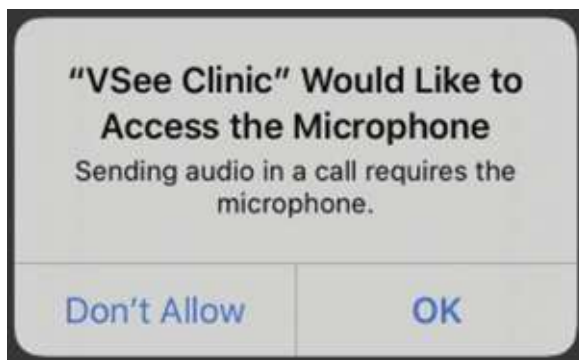 “VSee Clinic” Would Like to
Access the Microphone
Sending audio in a call requires the
microphone.
Don’t Allow
OK